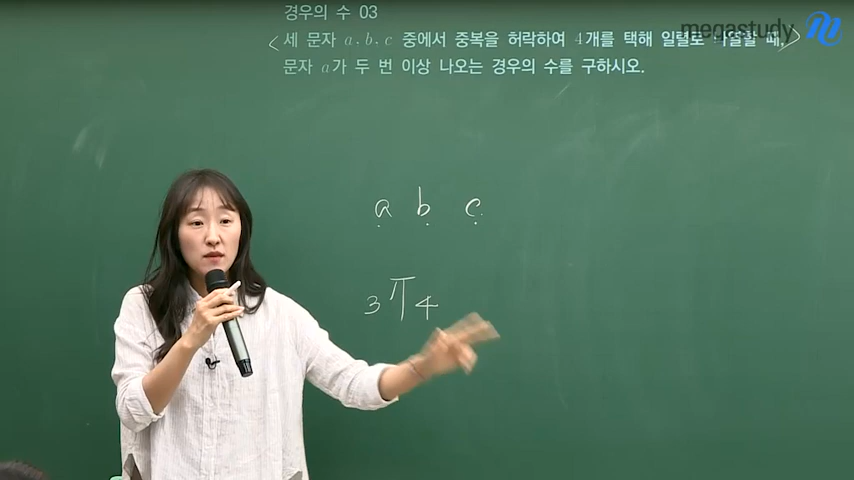 경우의 수 03
megastudy
세 문자 a, b, c 중에서 중복을 허락하여 4개를 택해 일렬로 나열할 때,
문자 a가 두 번 이상 나오는 경우의 수를 구하시오.
a b c
3 π 4